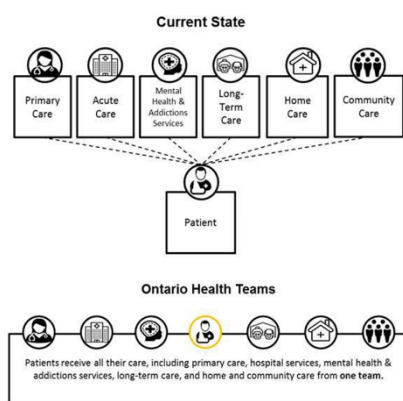 Current State
Primary
Care
Acute
Care
Mental
Health &
Addictions
Services
Long-
Term
Care
Home
Care
Community
Care
Patient
Ontario Health Teams
Patients receive all their care, including primary care, hospital services, mental health &
addictions services, long-term care, and home and community care from one team.